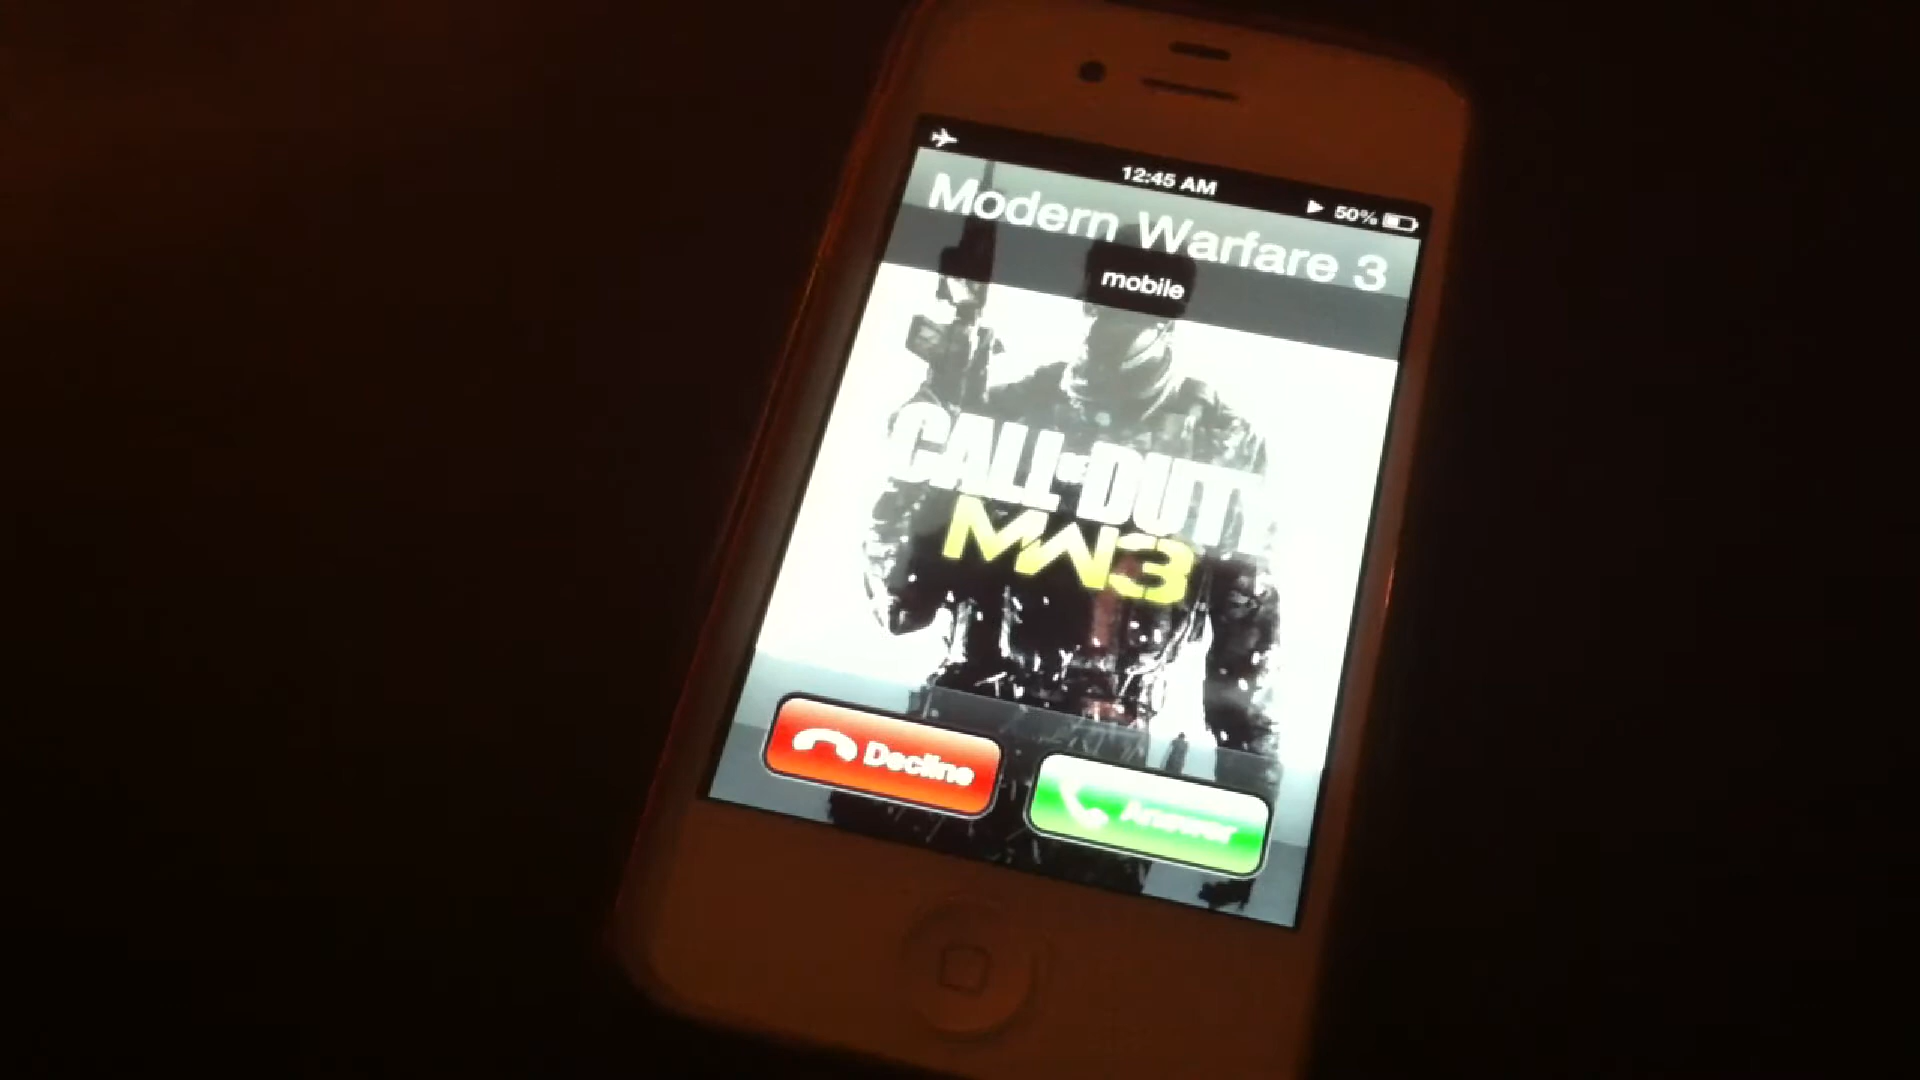 12:45 AM
50%
Modern Warfare 3
mobile
CALL OF DUTY
MW3
Decline
Answer